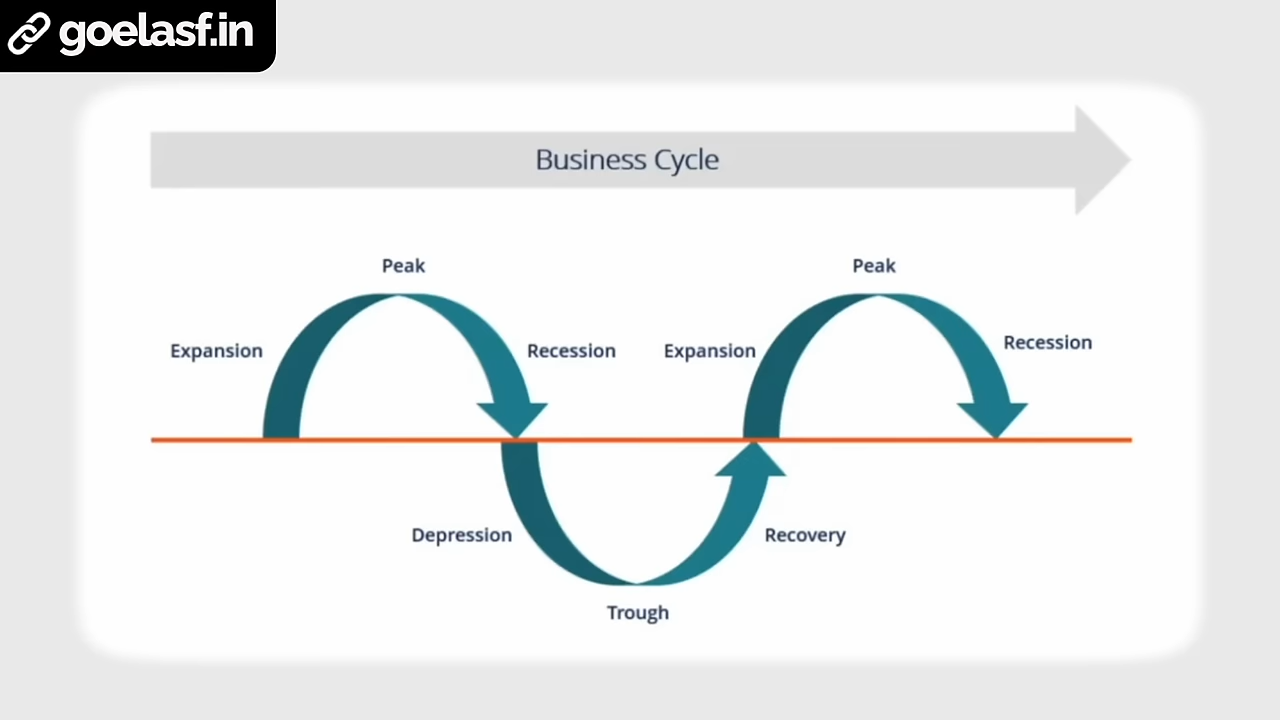 goelasf.in
Business Cycle
Peak
Peak
Expansion
Recession
Expansion
Recession
Depression
Recovery
Trough